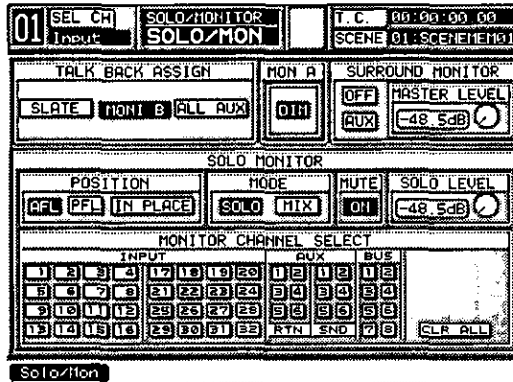 01 SEL CH Input SOLO/MONITOR SOLO/MON T.C. 00:00:00.00
SCENE 01:SCENEMEM01
TALK BACK ASSIGN MON A SURROUND MONITOR
SLATE MONI B ALL AUX DIM OFF AUX MASTER LEVEL -48.5dB
SOLO MONITOR
POSITION MODE MUTE SOLO LEVEL
AFL PFL IN PLACE SOLO MIX ON -48.5dB
MONITOR CHANNEL SELECT
INPUT AUX BUS
1 2 3 4 17 18 19 20 1 2 1 2 1 2
5 6 7 8 21 22 23 24 3 4 3 4 3 4
9 10 11 12 25 26 27 28 5 6 5 6 5 6
13 14 15 16 29 30 31 32 RTN SND 7 8 CLR ALL
Solo/Mon